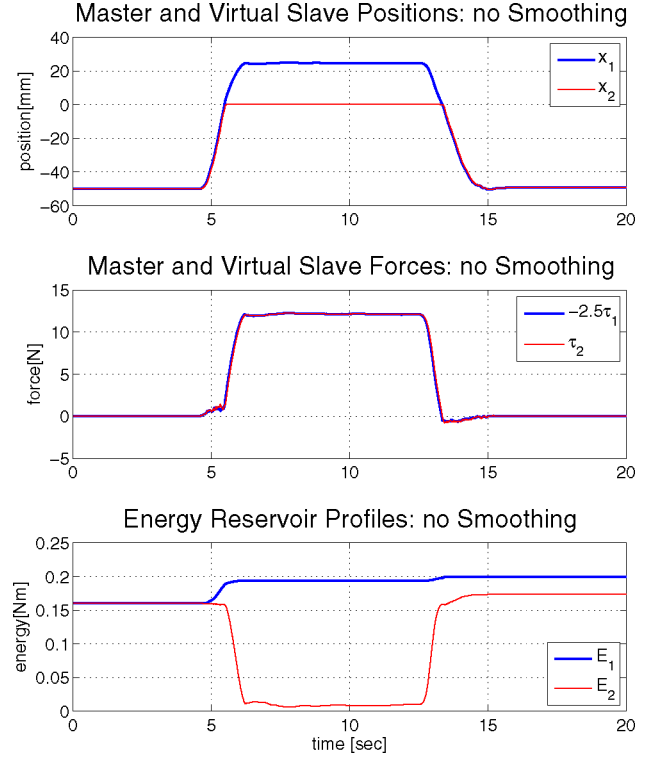 Master and Virtual Slave Positions: no Smoothing
40
20
0
−20
−40
−60
position[mm]
x₁
x₂
0 5 10 15 20
Master and Virtual Slave Forces: no Smoothing
15
10
5
0
−5
force[N]
−2.5τ₁
τ₂
0 5 10 15 20
Energy Reservoir Profiles: no Smoothing
0.25
0.2
0.15
0.1
0.05
0
energy[Nm]
E₁
E₂
0 5 10 15 20
time [sec]